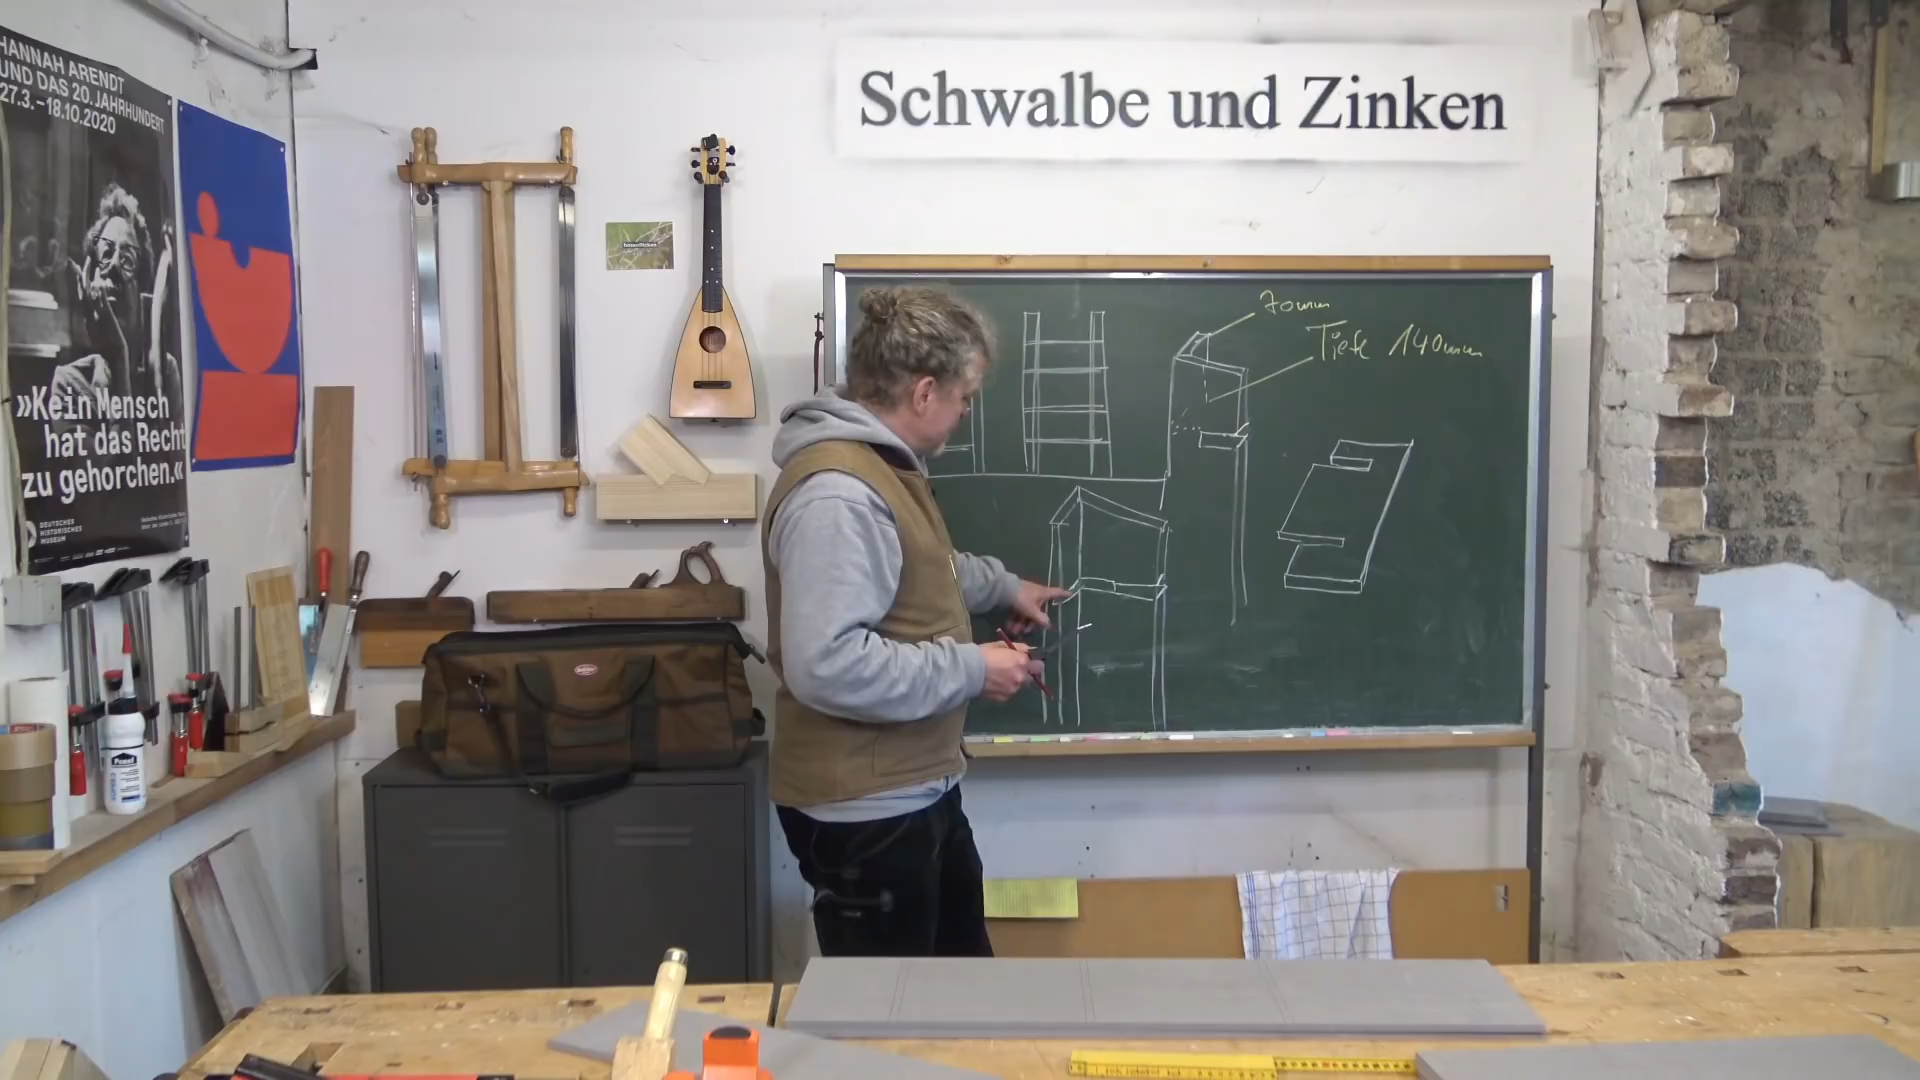 HANNAH ARENDT
UND DAS 20. JAHRHUNDERT
27.3.–18.10.2020
»Kein Mensch
hat das Recht
zu gehorchen.«
DEUTSCHES
HISTORISCHES
MUSEUM
Schwalbe und Zinken
70mm
Tiefe 140mm
Ponal